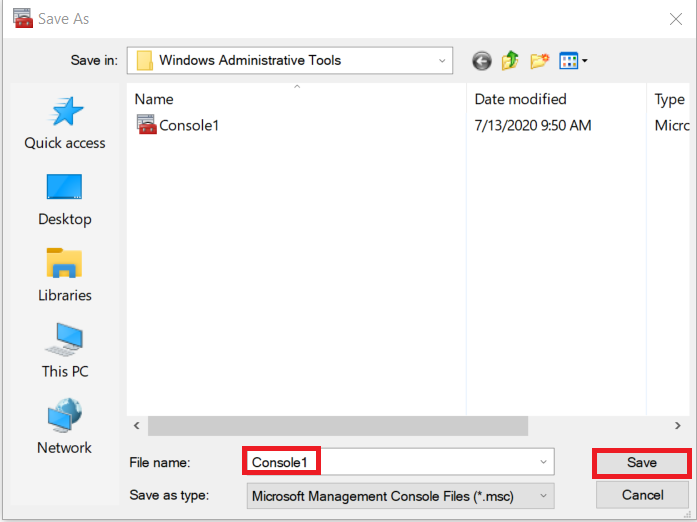 Save As
Save in: Windows Administrative Tools
Name Date modified Type
Console1 7/13/2020 9:50 AM Micrc
Quick access
Desktop
Libraries
This PC
Network
File name: Console1 Save
Save as type: Microsoft Management Console Files (*.msc) Cancel